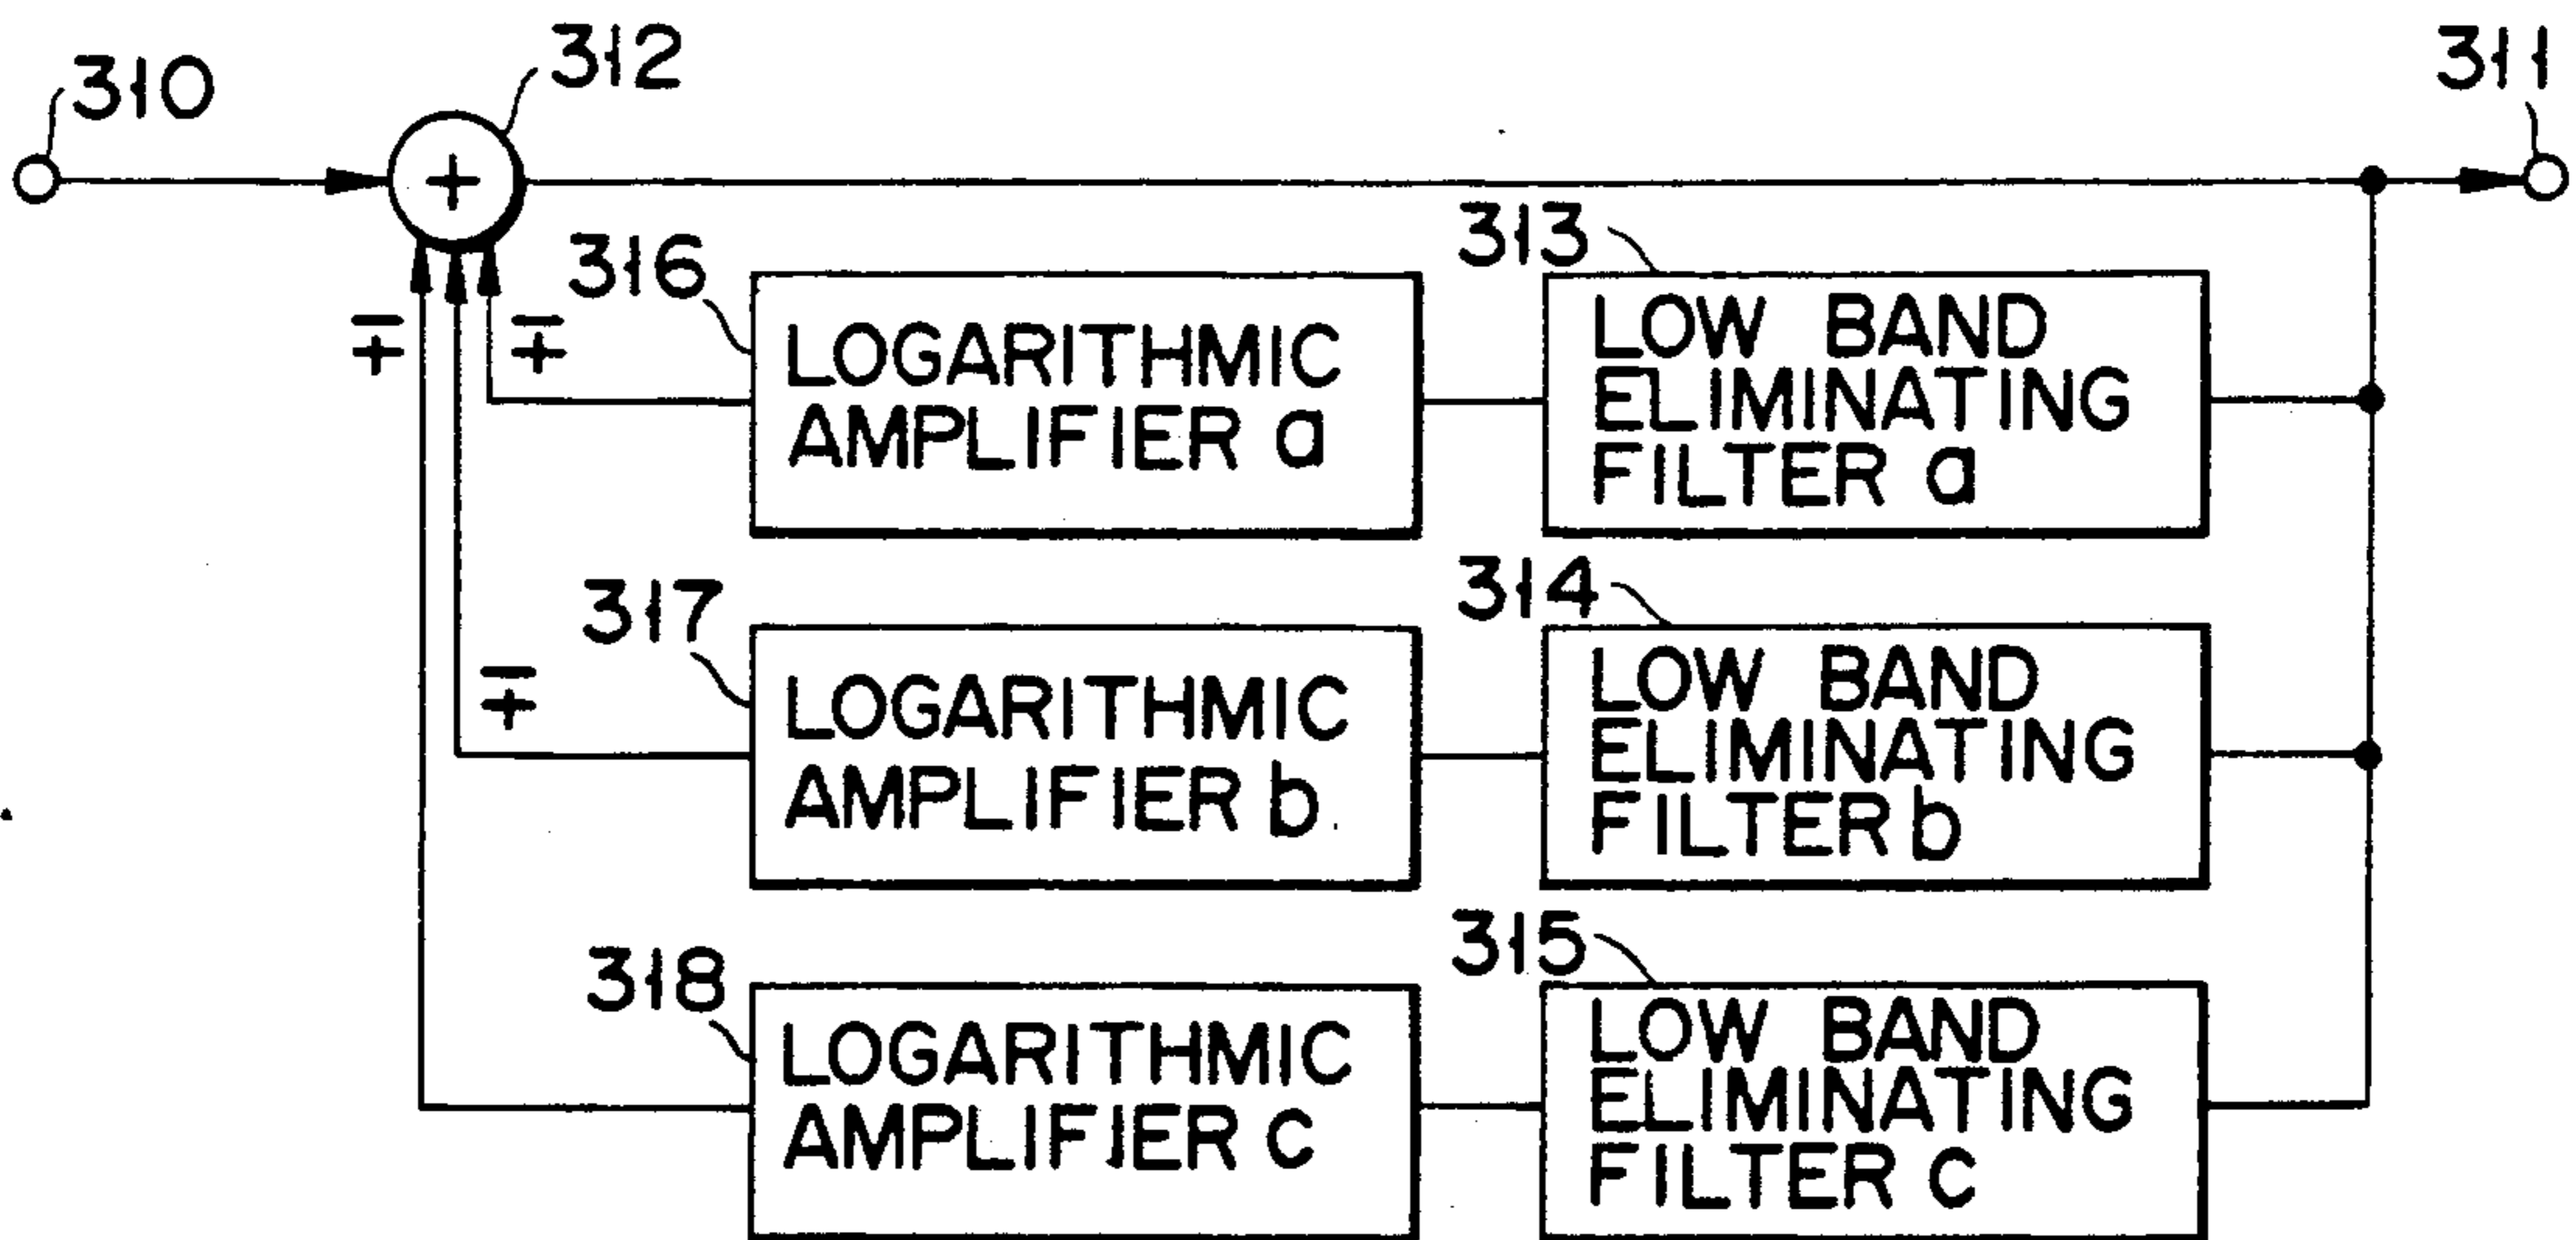 310
312
311
+
316
313
∓
∓
LOGARITHMIC
AMPLIFIER a
LOW BAND
ELIMINATING
FILTER a
317
314
∓
LOGARITHMIC
AMPLIFIER b
LOW BAND
ELIMINATING
FILTER b
318
315
LOGARITHMIC
AMPLIFIER c
LOW BAND
ELIMINATING
FILTER c